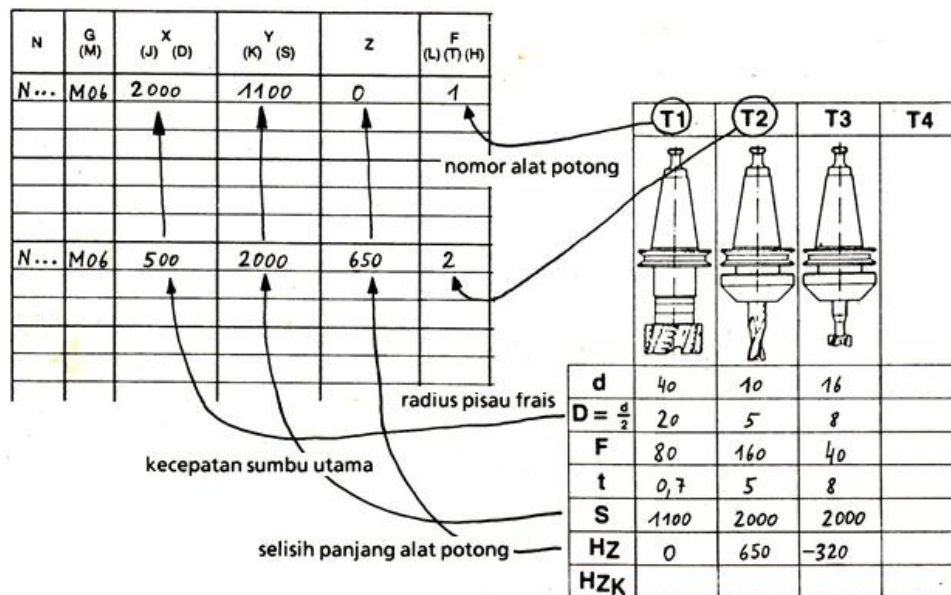 N G (M) X (J) (D) Y (K) (S) Z F (L) (T) (H)
N... M06 2000 1100 0 1
nomor alat potong
N... M06 500 2000 650 2
T1 T2 T3 T4
radius pisau frais
kecepatan sumbu utama
selisih panjang alat potong
d 40 10 16
D = d/2 20 5 8
F 80 160 40
t 0,7 5 8
S 1100 2000 2000
HZ 0 650 -320
HZK